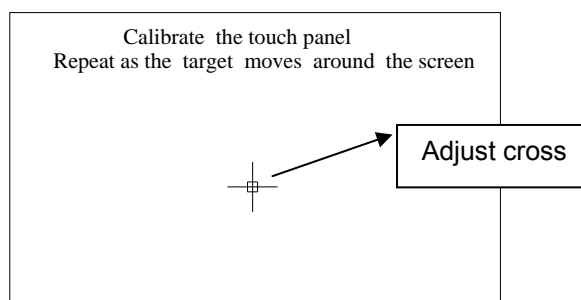 Calibrate the touch panel
Repeat as the target moves around the screen
Adjust cross